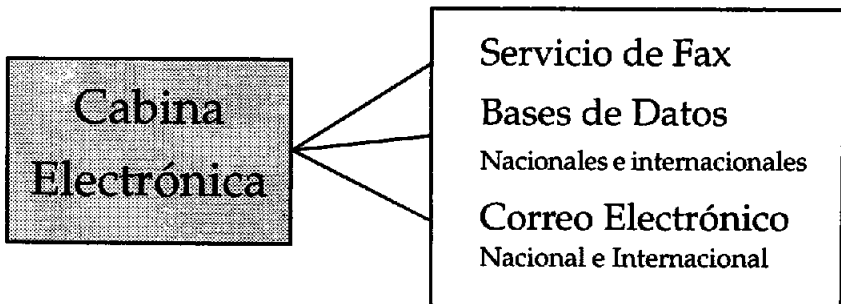 Cabina
Electrónica
Servicio de Fax
Bases de Datos
Nacionales e internacionales
Correo Electrónico
Nacional e Internacional